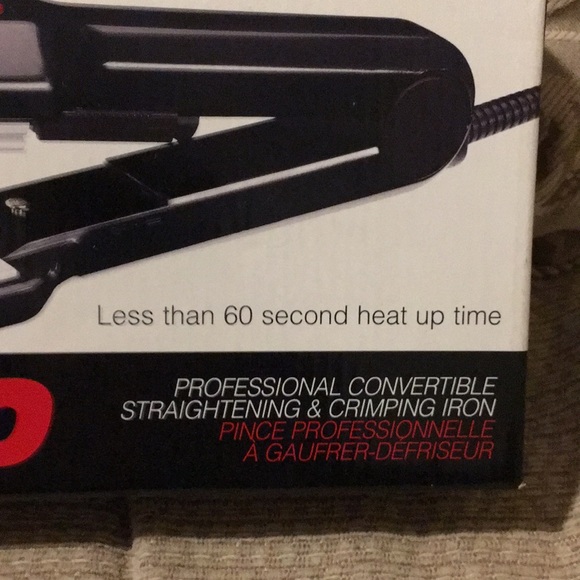 Less than 60 second heat up time
PROFESSIONAL CONVERTIBLE
STRAIGHTENING & CRIMPING IRON
PINCE PROFESSIONNELLE
À GAUFRER-DÉFRISEUR